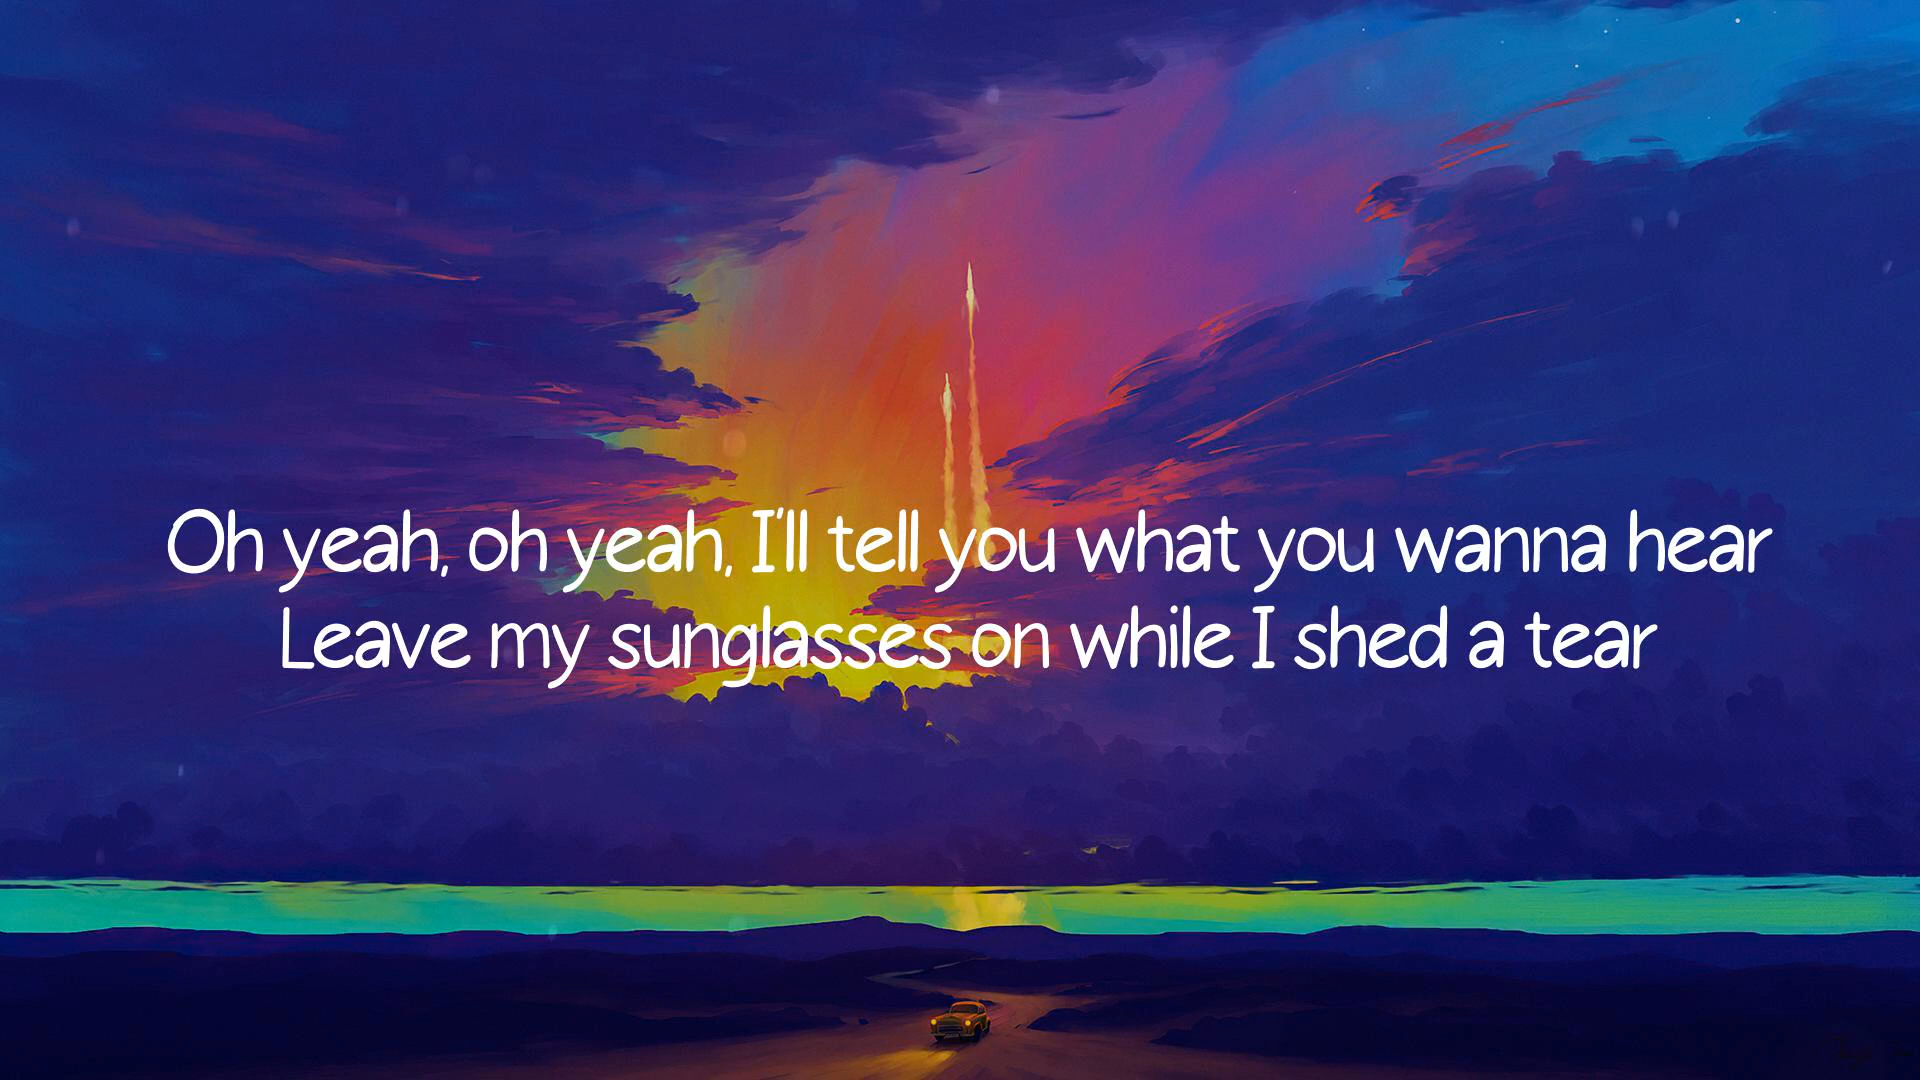 Oh yeah, oh yeah, I'll tell you what you wanna hear
Leave my sunglasses on while I shed a tear